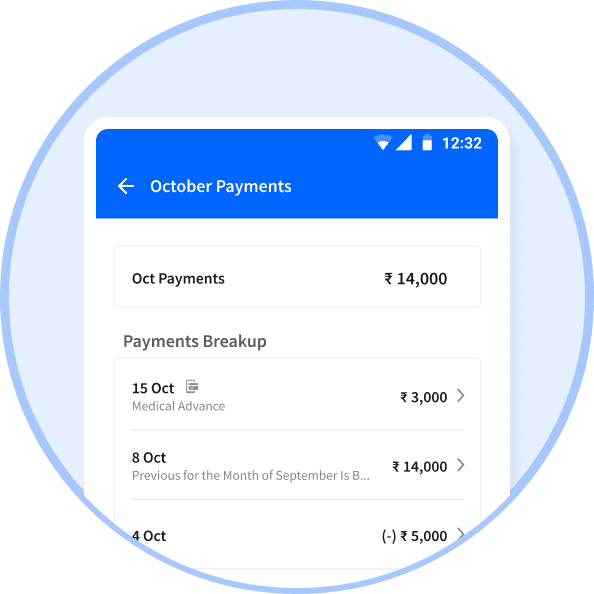 12:32
October Payments
Oct Payments ₹ 14,000
Payments Breakup
15 Oct ₹ 3,000
Medical Advance
8 Oct ₹ 14,000
Previous for the Month of September Is B...
4 Oct (-) ₹ 5,000